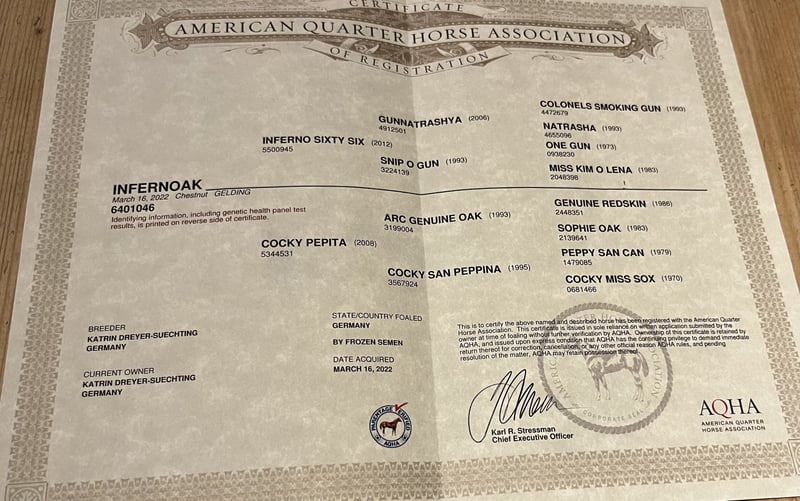 CERTIFICATE
AMERICAN QUARTER HORSE ASSOCIATION
OF REGISTRATION
COLONELS SMOKING GUN (1993)
4472679
GUNNATRASHYA (2006)
4912501
NATRASHA (1993)
4655096
INFERNO SIXTY SIX (2012)
5500945
ONE GUN (1973)
0938230
SNIP O GUN (1993)
3224139
MISS KIM O LENA (1983)
2048398
INFERNOAK
March 16, 2022 Chestnut GELDING
6401046
Identifying information, including genetic health panel test
results, is printed on reverse side of certificate.
GENUINE REDSKIN (1986)
2448351
ARC GENUINE OAK (1993)
3199004
SOPHIE OAK (1983)
2139641
COCKY PEPITA (2008)
5344531
PEPPY SAN CAN (1979)
1479085
COCKY SAN PEPPINA (1995)
3567924
COCKY MISS SOX (1970)
0681466
BREEDER
KATRIN DREYER-SUECHTING
GERMANY
CURRENT OWNER
KATRIN DREYER-SUECHTING
GERMANY
STATE/COUNTRY FOALED
GERMANY
BY FROZEN SEMEN
DATE ACQUIRED
MARCH 16, 2022
PARENTAGE VERIFIED
AQHA
This is to certify the above named and described horse has been registered with the American Quarter
Horse Association. This certificate is issued in sole reliance on written application submitted by the
owner at time of foaling without further verification by AQHA. Ownership of this certificate is retained by
AQHA, and issued upon express condition that AQHA has the continuing privilege to demand immediate
return thereof for correction, cancellation, or any other official reason AQHA rules, and pending
resolution of the matter, AQHA may retain possession thereof.
Karl R. Stressman
Chief Executive Officer
CORPORATE SEAL
AQHA
AMERICAN QUARTER
HORSE ASSOCIATION